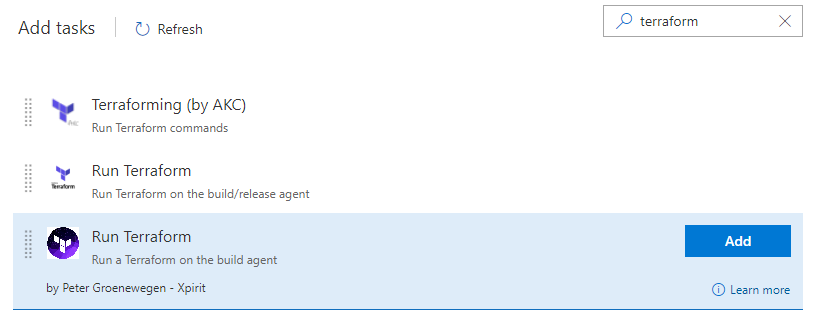 Add tasks
Refresh
terraform
Terraforming (by AKC)
Run Terraform commands
Run Terraform
Run Terraform on the build/release agent
Run Terraform
Run a Terraform on the build agent
Add
by Peter Groenewegen - Xpirit
Learn more